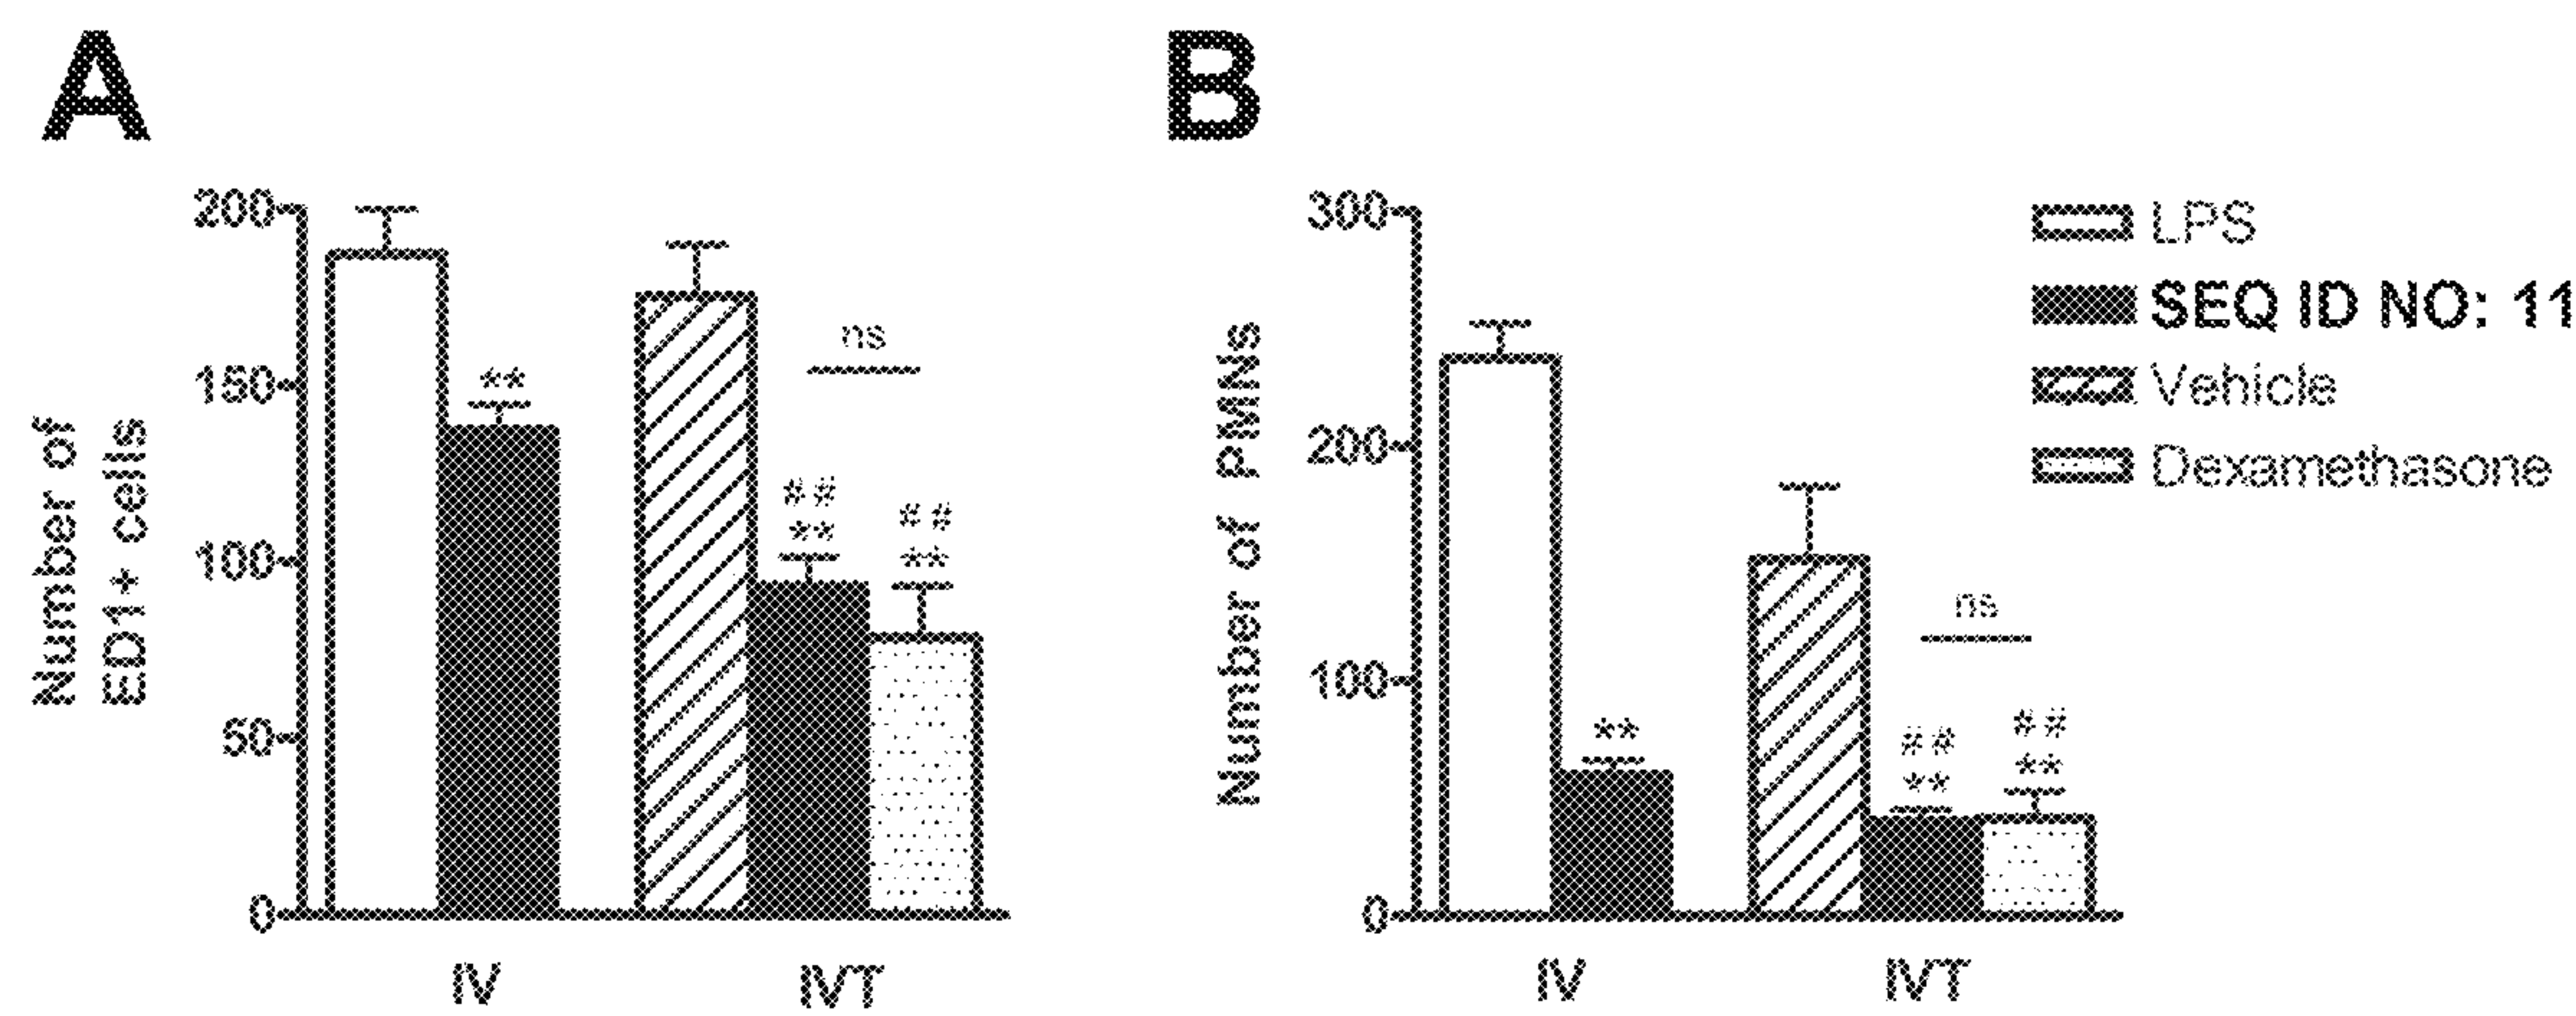 A
200
150
100
50
0
Number of
ED1+ cells
**
ns
##
**
##
**
IV
IVT
B
300
200
100
0
Number of PMNs
**
ns
##
**
##
**
IV
IVT
LPS
SEQ ID NO: 11
Vehicle
Dexamethasone